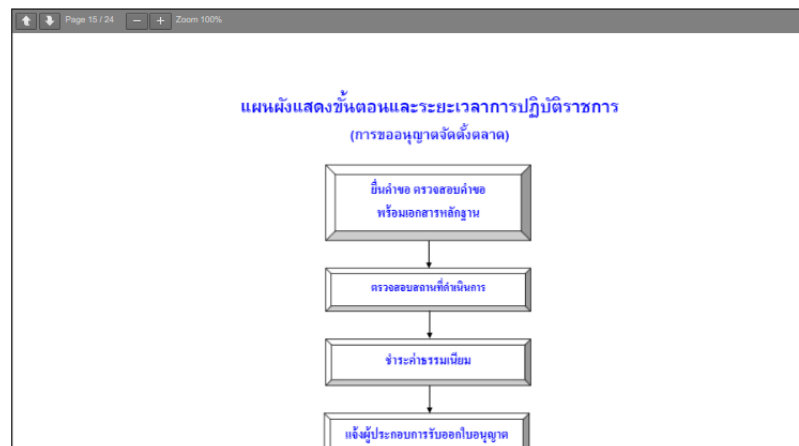 Page 15 / 24 Zoom 100%
แผนผังแสดงขั้นตอนและระยะเวลาการปฏิบัติราชการ
(การขออนุญาตจัดตั้งตลาด)
ยื่นคำขอ ตรวจสอบคำขอ
พร้อมเอกสารหลักฐาน
ตรวจสอบสถานที่ดำเนินการ
ชำระค่าธรรมเนียม
แจ้งผู้ประกอบการรับออกใบอนุญาต